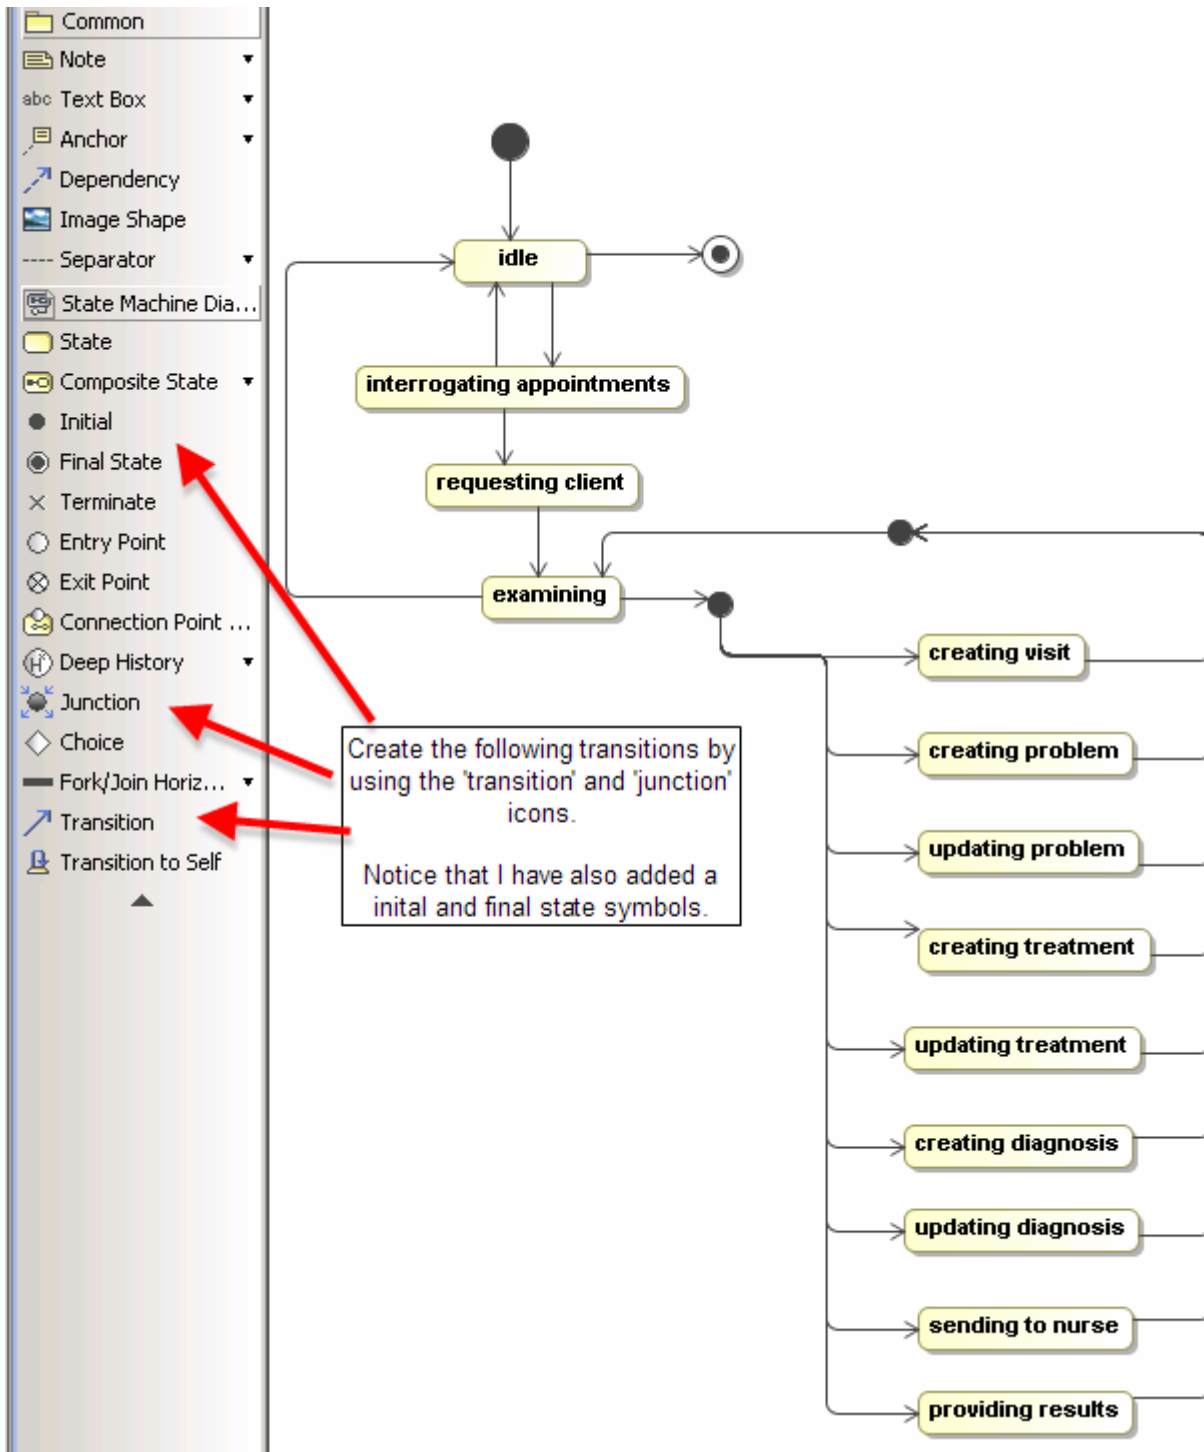 Common
Note
abc Text Box
Anchor
Dependency
Image Shape
Separator
State Machine Dia...
State
Composite State
Initial
Final State
Terminate
Entry Point
Exit Point
Connection Point ...
H* Deep History
Junction
Choice
Fork/Join Horiz...
Transition
Transition to Self
idle
interrogating appointments
requesting client
examining
creating visit
creating problem
updating problem
creating treatment
updating treatment
creating diagnosis
updating diagnosis
sending to nurse
providing results
Create the following transitions by
using the 'transition' and 'junction'
icons.
Notice that I have also added a
inital and final state symbols.